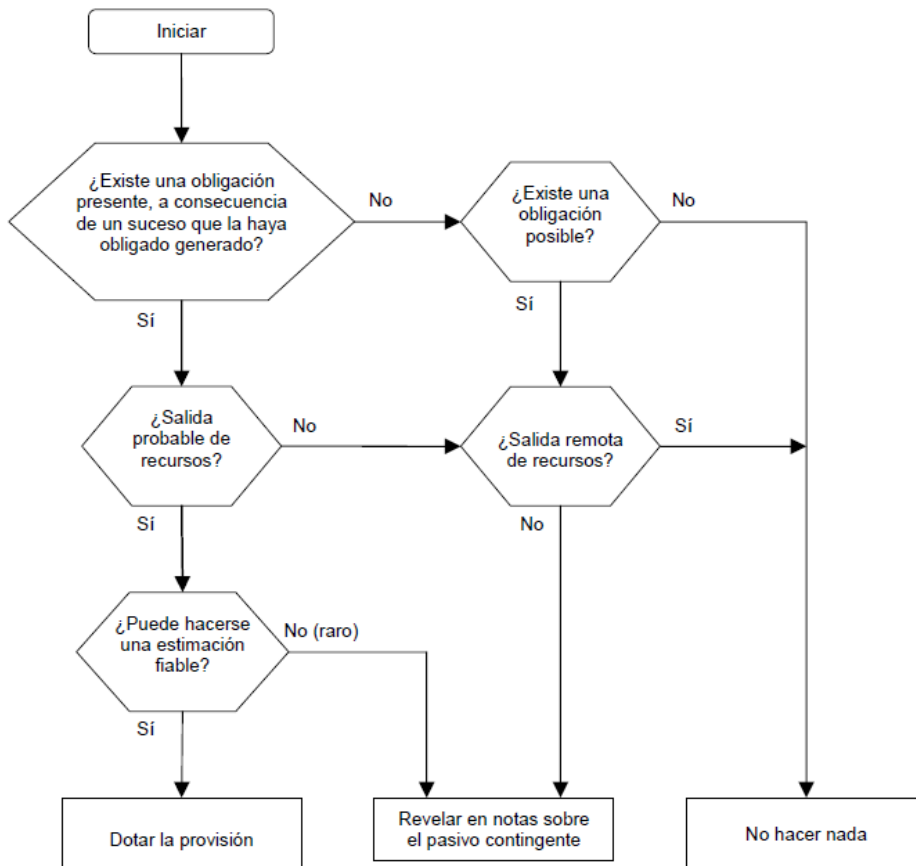 Iniciar
¿Existe una obligación
presente, a consecuencia
de un suceso que la haya
obligado generado?
No
¿Existe una
obligación
posible?
No
Sí
Sí
¿Salida
probable de
recursos?
No
¿Salida remota
de recursos?
Sí
Sí
No
¿Puede hacerse
una estimación
fiable?
No (raro)
Sí
Dotar la provisión
Revelar en notas sobre
el pasivo contingente
No hacer nada